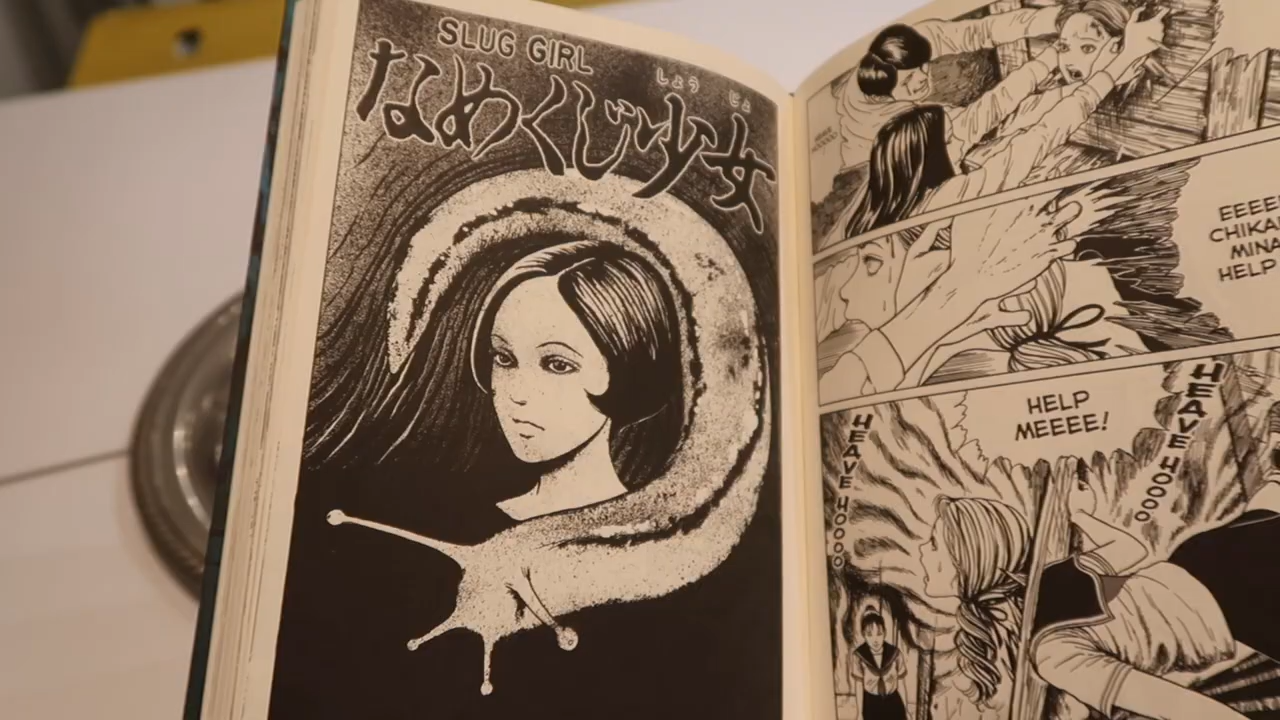 SLUG GIRL
しょう じょ
なめくじ少女
EEEE
CHIKA
MINA
HELP
HELP
MEEEE!
HEAVE HOOOO
HEAVE HOOOO